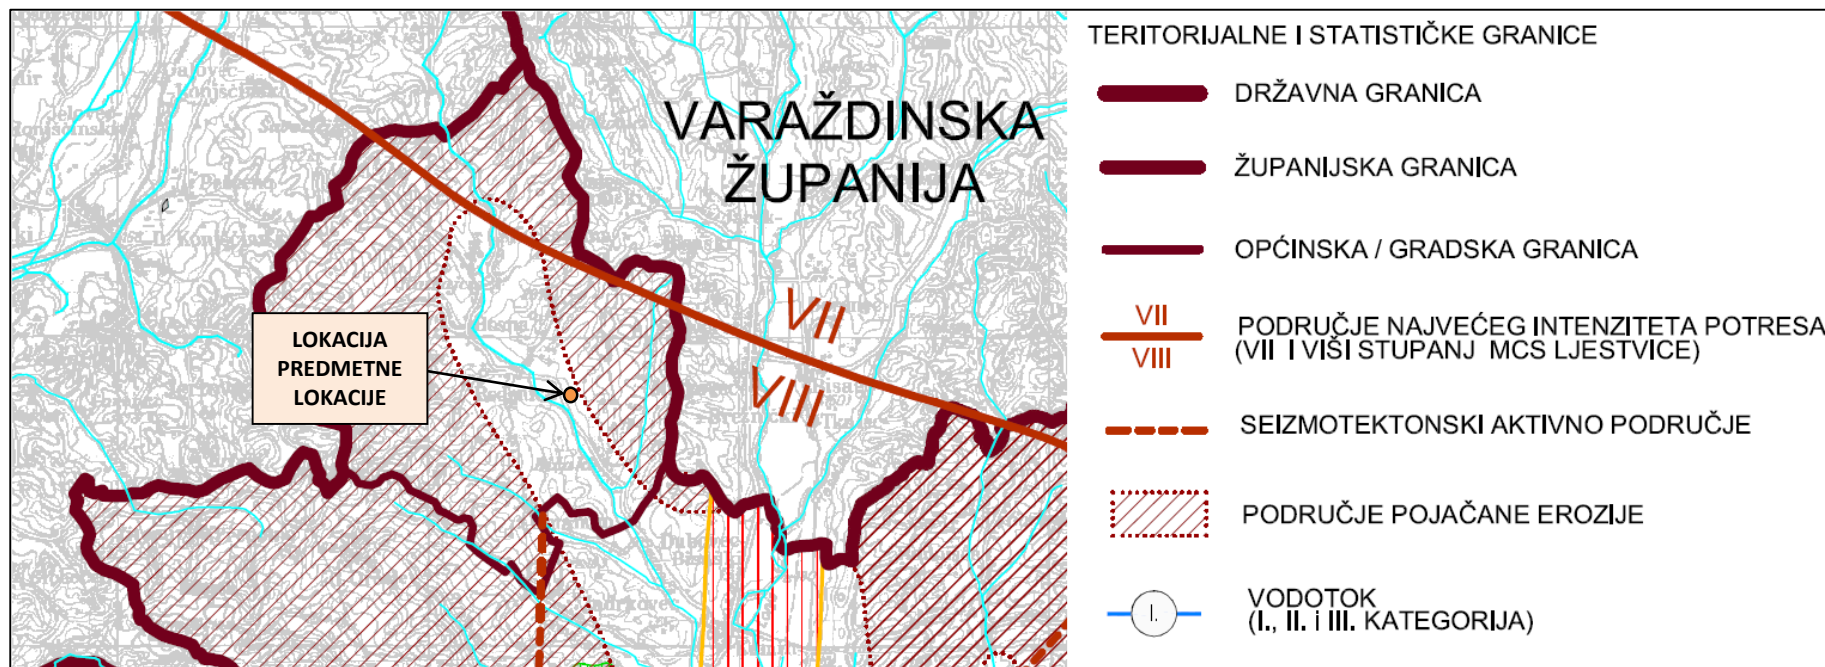 VARAŽDINSKA
ŽUPANIJA
LOKACIJA
PREDMETNE
LOKACIJE
VII
VIII
TERITORIJALNE I STATISTIČKE GRANICE
DRŽAVNA GRANICA
ŽUPANIJSKA GRANICA
OPĆINSKA / GRADSKA GRANICA
VII
VIII
PODRUČJE NAJVEĆEG INTENZITETA POTRESA
(VII I VIŠI STUPANJ MCS LJESTVICE)
SEIZMOTEKTONSKI AKTIVNO PODRUČJE
PODRUČJE POJAČANE EROZIJE
I.
VODOTOK
(I., II. i III. KATEGORIJA)